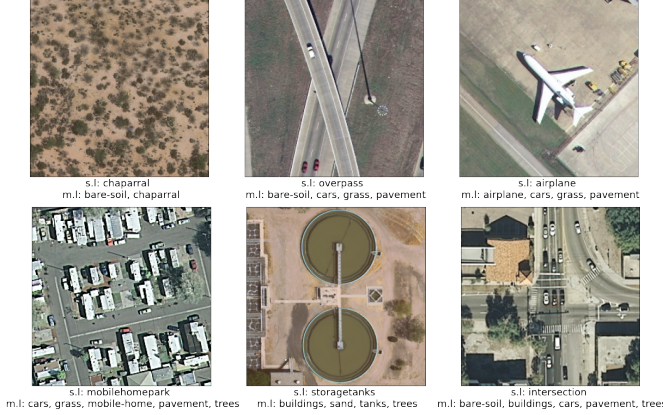 s.l: chaparral
m.l: bare-soil, chaparral
s.l: overpass
m.l: bare-soil, cars, grass, pavement
s.l: airplane
m.l: airplane, cars, grass, pavement
s.l: mobilehomepark
m.l: cars, grass, mobile-home, pavement, trees
s.l: storagetanks
m.l: buildings, sand, tanks, trees
s.l: intersection
m.l: bare-soil, buildings, cars, pavement, trees